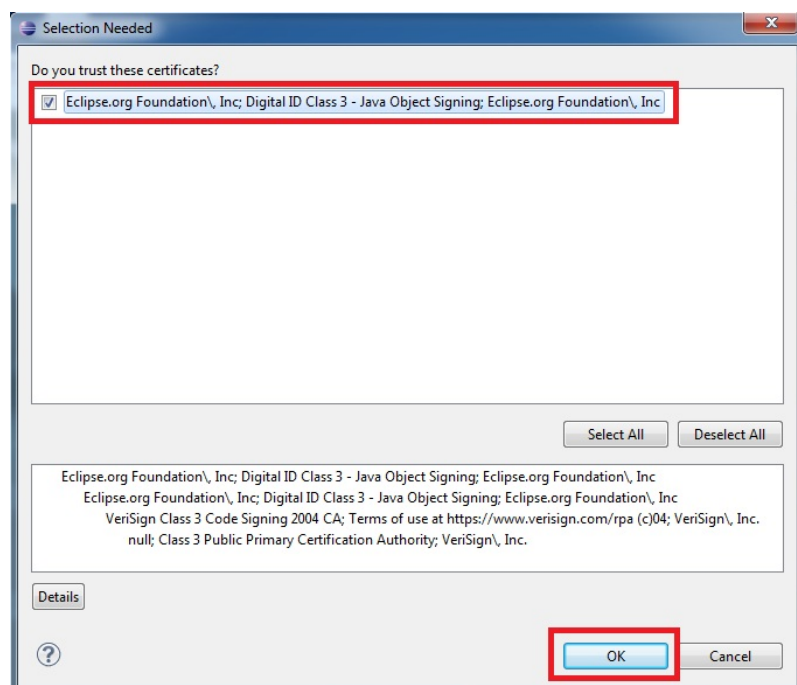 Selection Needed
Do you trust these certificates?
Eclipse.org Foundation\, Inc; Digital ID Class 3 - Java Object Signing; Eclipse.org Foundation\, Inc
Select All Deselect All
Eclipse.org Foundation\, Inc; Digital ID Class 3 - Java Object Signing; Eclipse.org Foundation\, Inc
Eclipse.org Foundation\, Inc; Digital ID Class 3 - Java Object Signing; Eclipse.org Foundation\, Inc
VeriSign Class 3 Code Signing 2004 CA; Terms of use at https://www.verisign.com/rpa (c)04; VeriSign\, Inc.
null; Class 3 Public Primary Certification Authority; VeriSign\, Inc.
Details
? OK Cancel